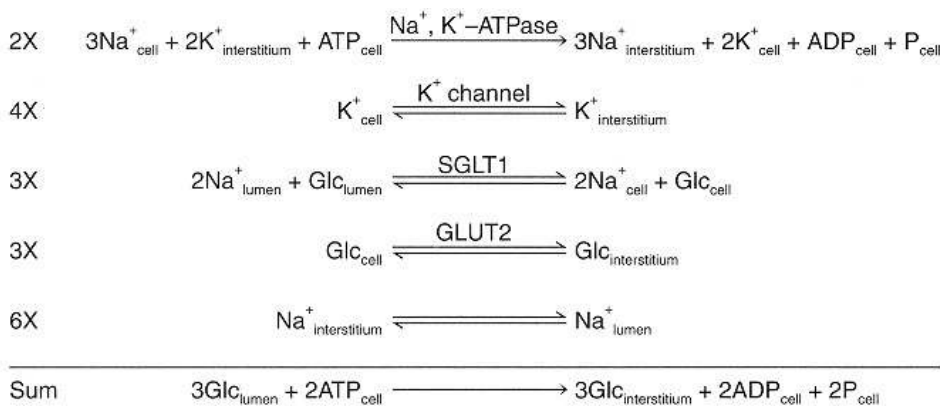 Na⁺, K⁺–ATPase
2X 3Na⁺cell + 2K⁺interstitium + ATPcell 3Na⁺interstitium + 2K⁺cell + ADPcell + Pcell
K⁺ channel
4X K⁺cell K⁺interstitium
SGLT1
3X 2Na⁺lumen + Glclumen 2Na⁺cell + Glccell
GLUT2
3X Glccell Glcinterstitium
6X Na⁺interstitium Na⁺lumen
Sum 3Glclumen + 2ATPcell 3Glcinterstitium + 2ADPcell + 2Pcell